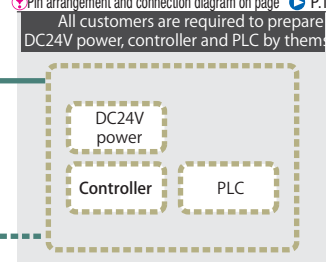 Pin arrangement and connection diagram on page
All customers are required to prepare
DC24V power, controller and PLC by
DC24V
power
Controller
PLC